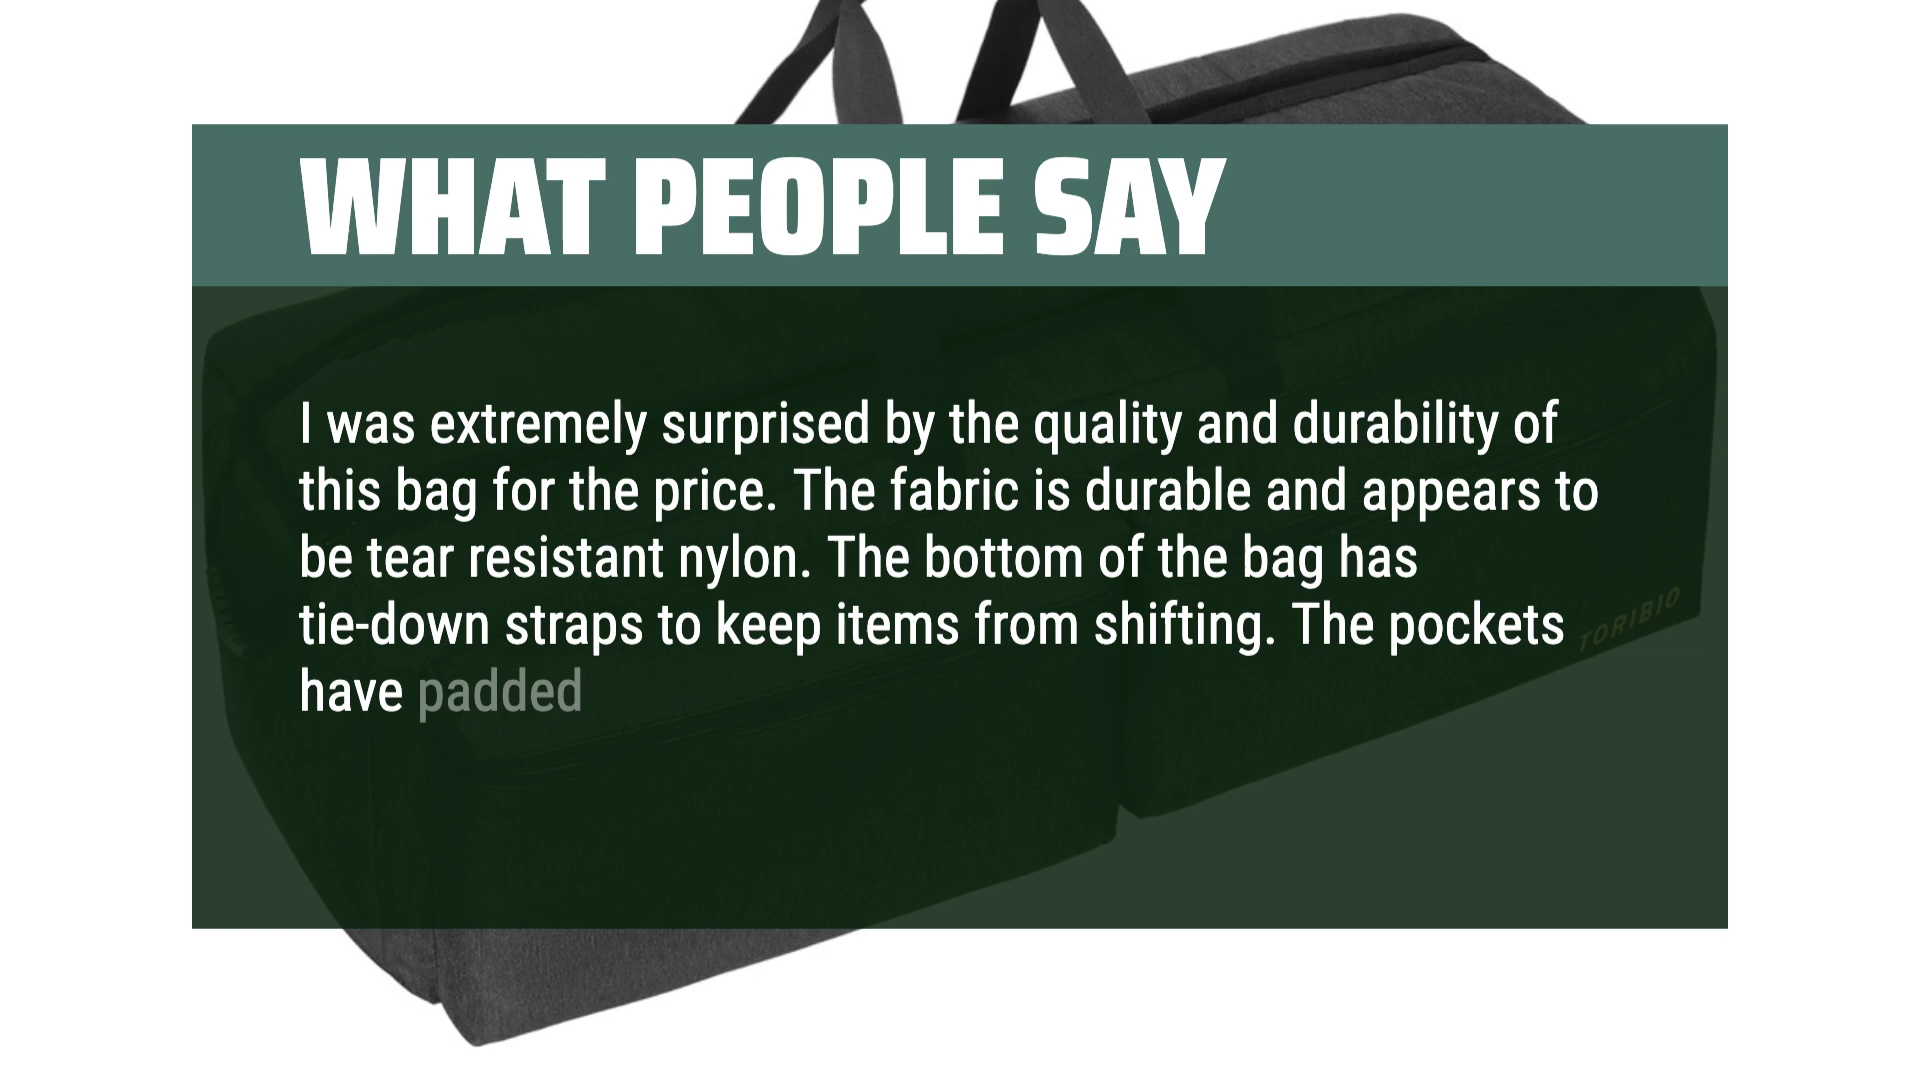 WHAT PEOPLE SAY
I was extremely surprised by the quality and durability of
this bag for the price. The fabric is durable and appears to
be tear resistant nylon. The bottom of the bag has
tie-down straps to keep items from shifting. The pockets
have padded
TORIBIO